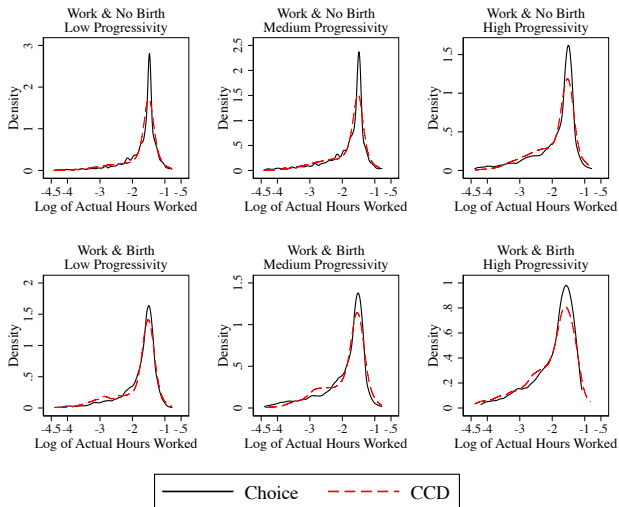 Work & No Birth
Low Progressivity
Density
0 1 2 3
-4.5-4 -3 -2 -1 -.5
Log of Actual Hours Worked
Work & No Birth
Medium Progressivity
Density
0 .5 1 1.5 2 2.5
-4.5-4 -3 -2 -1 -.5
Log of Actual Hours Worked
Work & No Birth
High Progressivity
Density
0 .5 1 1.5
-4.5-4 -3 -2 -1 -.5
Log of Actual Hours Worked
Work & Birth
Low Progressivity
Density
0 .5 1 1.5 2
-4.5-4 -3 -2 -1 -.5
Log of Actual Hours Worked
Work & Birth
Medium Progressivity
Density
0 .5 1 1.5
-4.5-4 -3 -2 -1 -.5
Log of Actual Hours Worked
Work & Birth
High Progressivity
Density
0 .2 .4 .6 .8 1
-4.5-4 -3 -2 -1 -.5
Log of Actual Hours Worked
Choice CCD